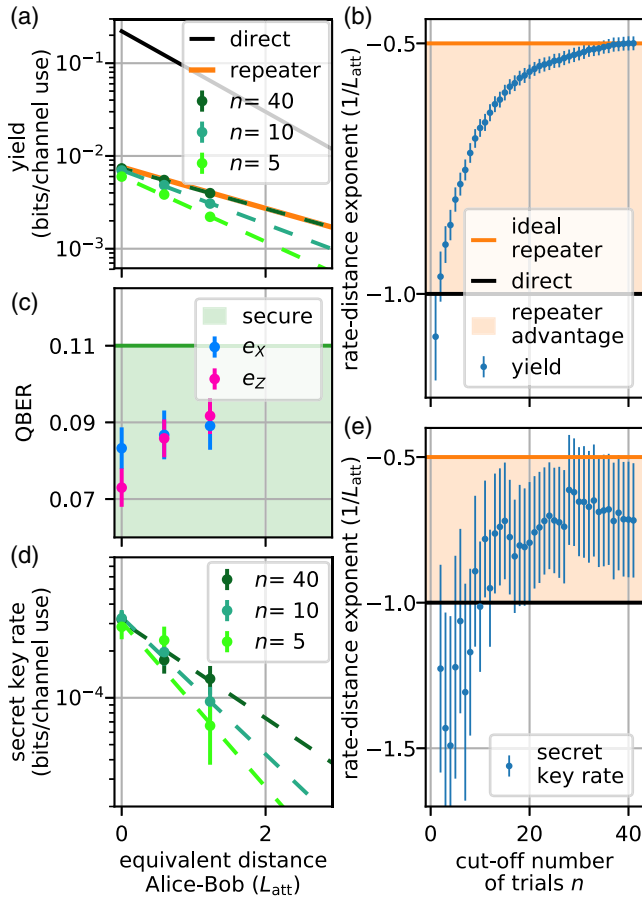 (a)
direct
repeater
n= 40
n= 10
n= 5
10⁻¹
10⁻²
10⁻³
yield
(bits/channel use)
(b)
−0.5
−1.0
rate-distance exponent (1/L_att)
ideal
repeater
direct
repeater
advantage
yield
(c)
secure
e_X
e_Z
0.11
0.09
0.07
QBER
(d)
n= 40
n= 10
n= 5
10⁻⁴
secret key rate
(bits/channel use)
0
2
equivalent distance
Alice-Bob (L_att)
(e)
−0.5
−1.0
−1.5
rate-distance exponent (1/L_att)
secret
key rate
0
20
40
cut-off number
of trials n